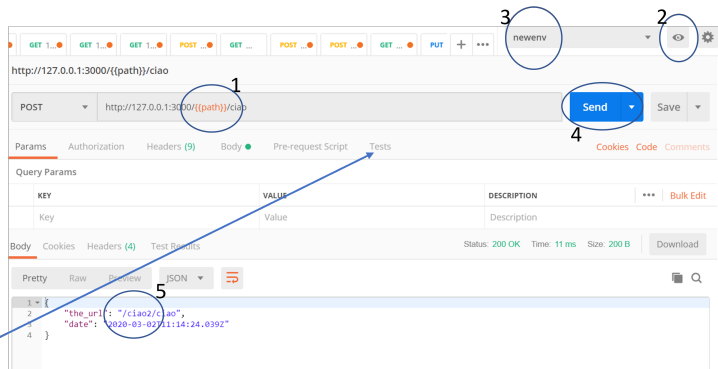 3 2
GET 1... GET 1... GET 1... POST ... GET ... POST ... POST ... GET ... PUT + ••• newenv
http://127.0.0.1:3000/{{path}}/ciao
1
POST http://127.0.0.1:3000/{{path}}/ciao Send Save
4
Params Authorization Headers (9) Body Pre-request Script Tests Cookies Code Comments
Query Params
KEY VALUE DESCRIPTION ••• Bulk Edit
Key Value Description
Body Cookies Headers (4) Test Results Status: 200 OK Time: 11 ms Size: 200 B Download
Pretty Raw Preview JSON
5
1 {
2 "the_url": "/ciao2/ciao",
3 "date": "2020-03-02T11:14:24.039Z"
4 }